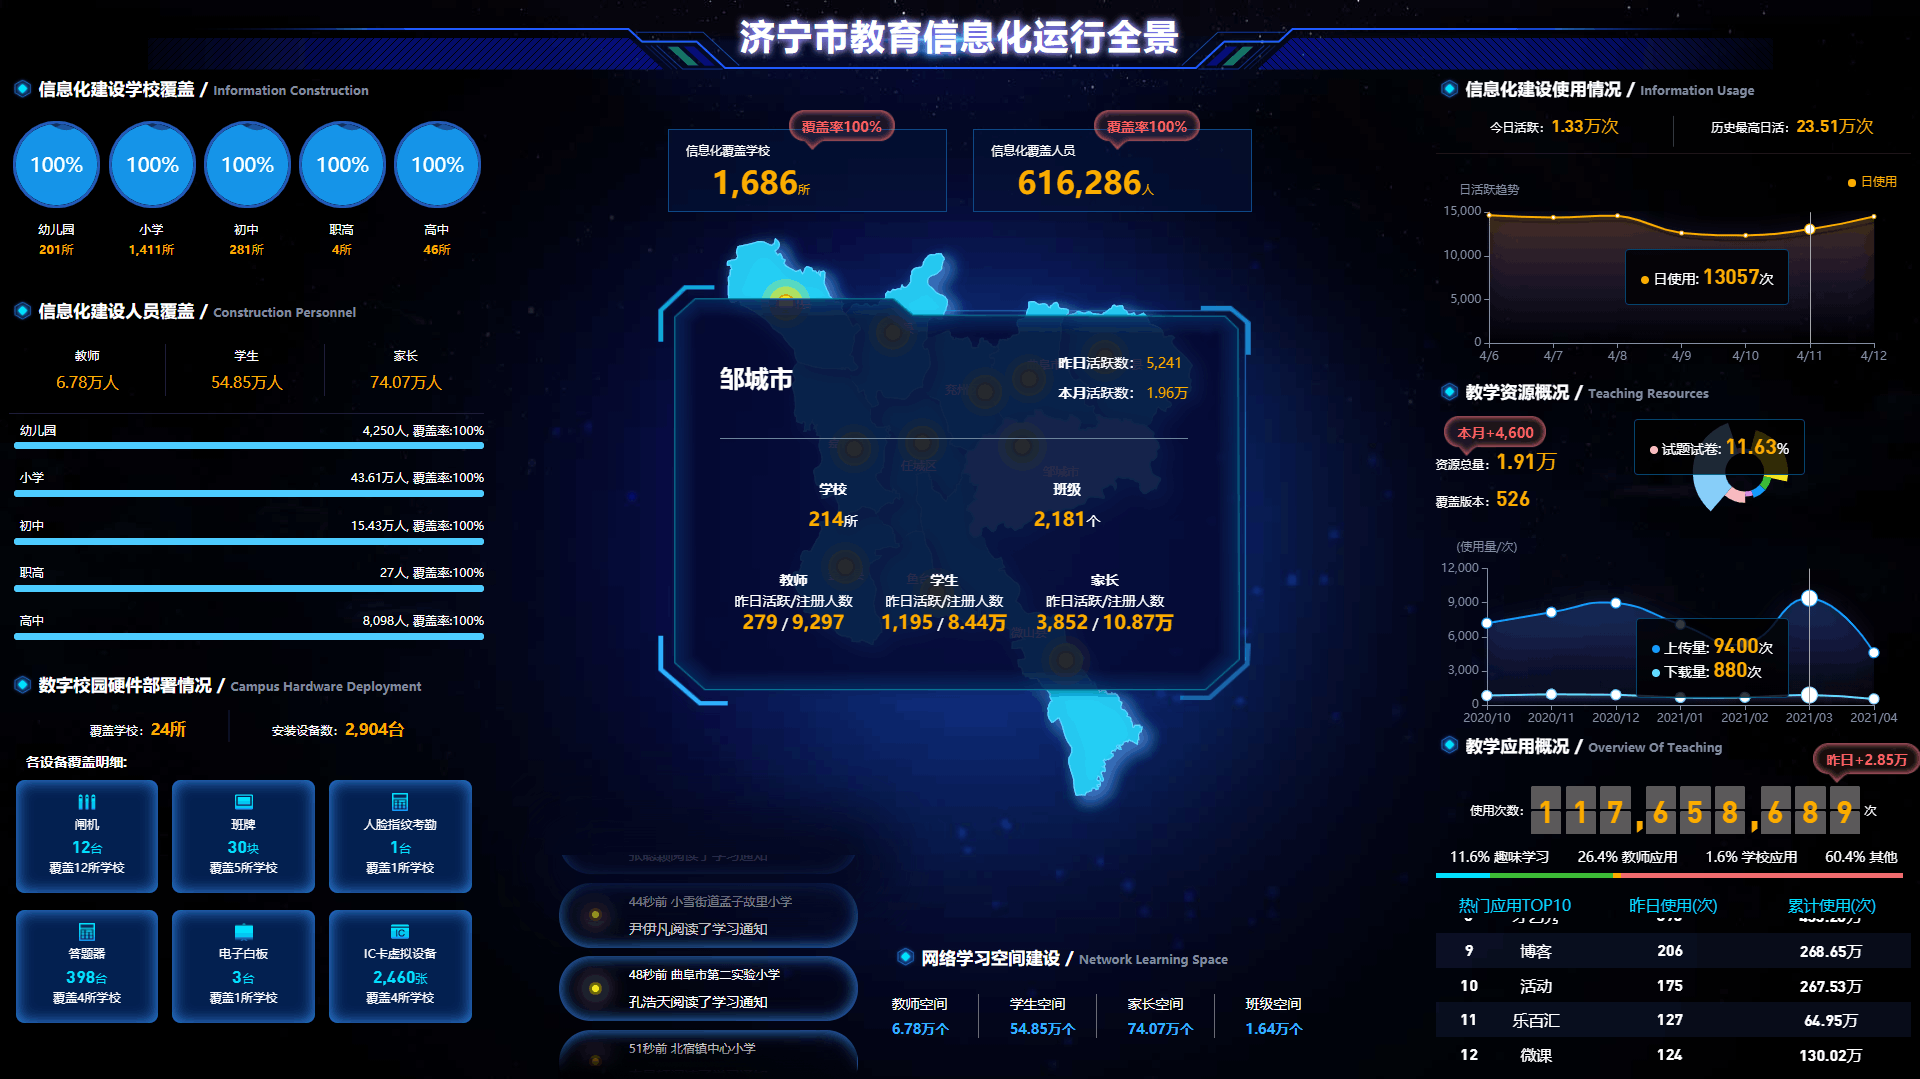 济宁市教育信息化运行全景
信息化建设学校覆盖 / Information Construction
100% 100% 100% 100% 100%
幼儿园 小学 初中 职高 高中
201所 1,411所 281所 4所 46所
信息化建设人员覆盖 / Construction Personnel
教师 学生 家长
6.78万人 54.85万人 74.07万人
幼儿园 4,250人, 覆盖率:100%
小学 43.61万人, 覆盖率:100%
初中 15.43万人, 覆盖率:100%
职高 27人, 覆盖率:100%
高中 8,098人, 覆盖率:100%
数字校园硬件部署情况 / Campus Hardware Deployment
覆盖学校: 24所 安装设备数: 2,904台
各设备覆盖明细:
闸机 班牌 人脸指纹考勤
12台 30块 1台
覆盖12所学校 覆盖5所学校 覆盖1所学校
答题器 电子白板 IC卡虚拟设备
398台 3台 2,460张
覆盖4所学校 覆盖1所学校 覆盖4所学校
覆盖率100% 覆盖率100%
信息化覆盖学校 信息化覆盖人员
1,686所 616,286人
邹城市
昨日活跃数: 5,241
本月活跃数: 1.96万
任城区
学校 班级
214所 2,181个
教师 学生 家长
昨日活跃/注册人数 昨日活跃/注册人数 昨日活跃/注册人数
279 / 9,297 1,195 / 8.44万 3,852 / 10.87万
44秒前 小雪街道孟子故里小学
尹伊凡阅读了学习通知
48秒前 曲阜市第二实验小学
孔浩天阅读了学习通知
51秒前 北宿镇中心小学
网络学习空间建设 / Network Learning Space
教师空间 学生空间 家长空间 班级空间
6.78万个 54.85万个 74.07万个 1.64万个
信息化建设使用情况 / Information Usage
今日活跃: 1.33万次 历史最高日活: 23.51万次
日活跃趋势 日使用
15,000
10,000
5,000
0
日使用: 13057次
4/6 4/7 4/8 4/9 4/10 4/11 4/12
教学资源概况 / Teaching Resources
本月+4,600
资源总量: 1.91万
覆盖版本: 526
试题试卷: 11.63%
(使用量/次)
12,000
9,000
6,000
3,000
0
上传量: 9400次
下载量: 880次
2020/10 2020/11 2020/12 2021/01 2021/02 2021/03 2021/04
教学应用概况 / Overview Of Teaching
昨日+2.85万
使用次数: 117,658,689 次
11.6% 趣味学习 26.4% 教师应用 1.6% 学校应用 60.4% 其他
热门应用TOP10 昨日使用(次) 累计使用(次)
9 博客 206 268.65万
10 活动 175 267.53万
11 乐百汇 127 64.95万
12 微课 124 130.02万